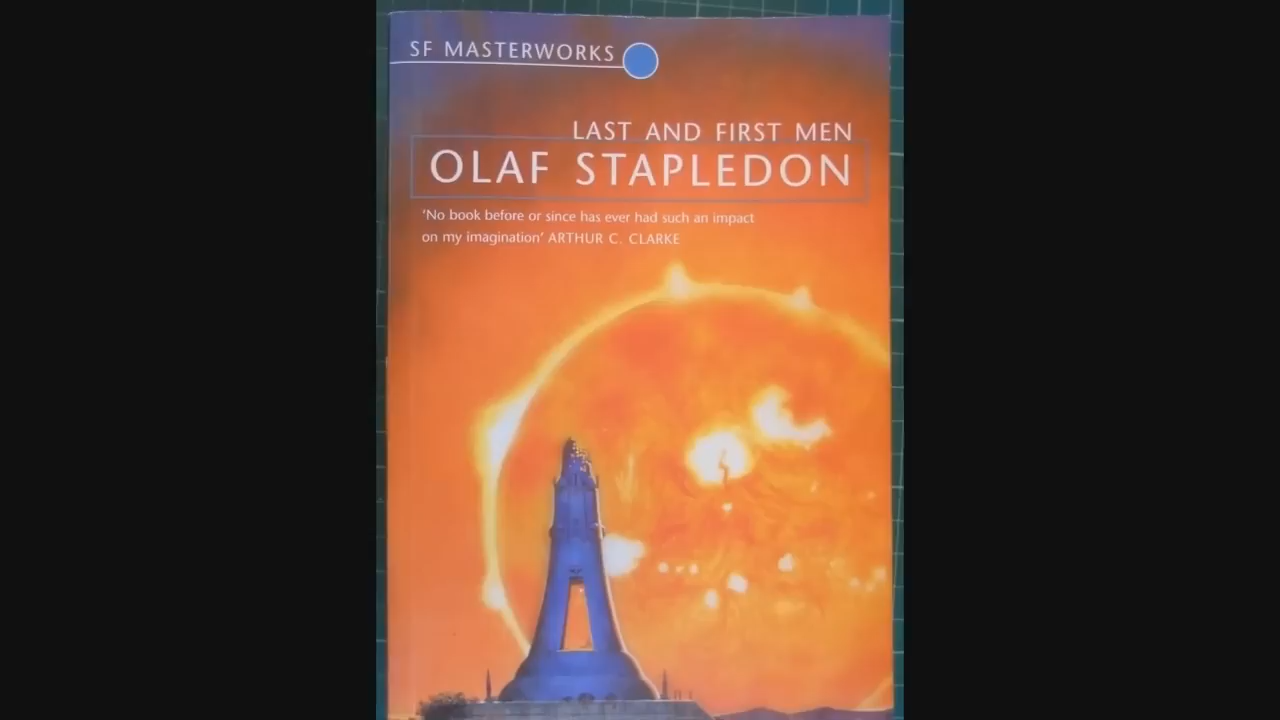 SF MASTERWORKS
LAST AND FIRST MEN
OLAF STAPLEDON
‘No book before or since has ever had such an impact
on my imagination’ ARTHUR C. CLARKE